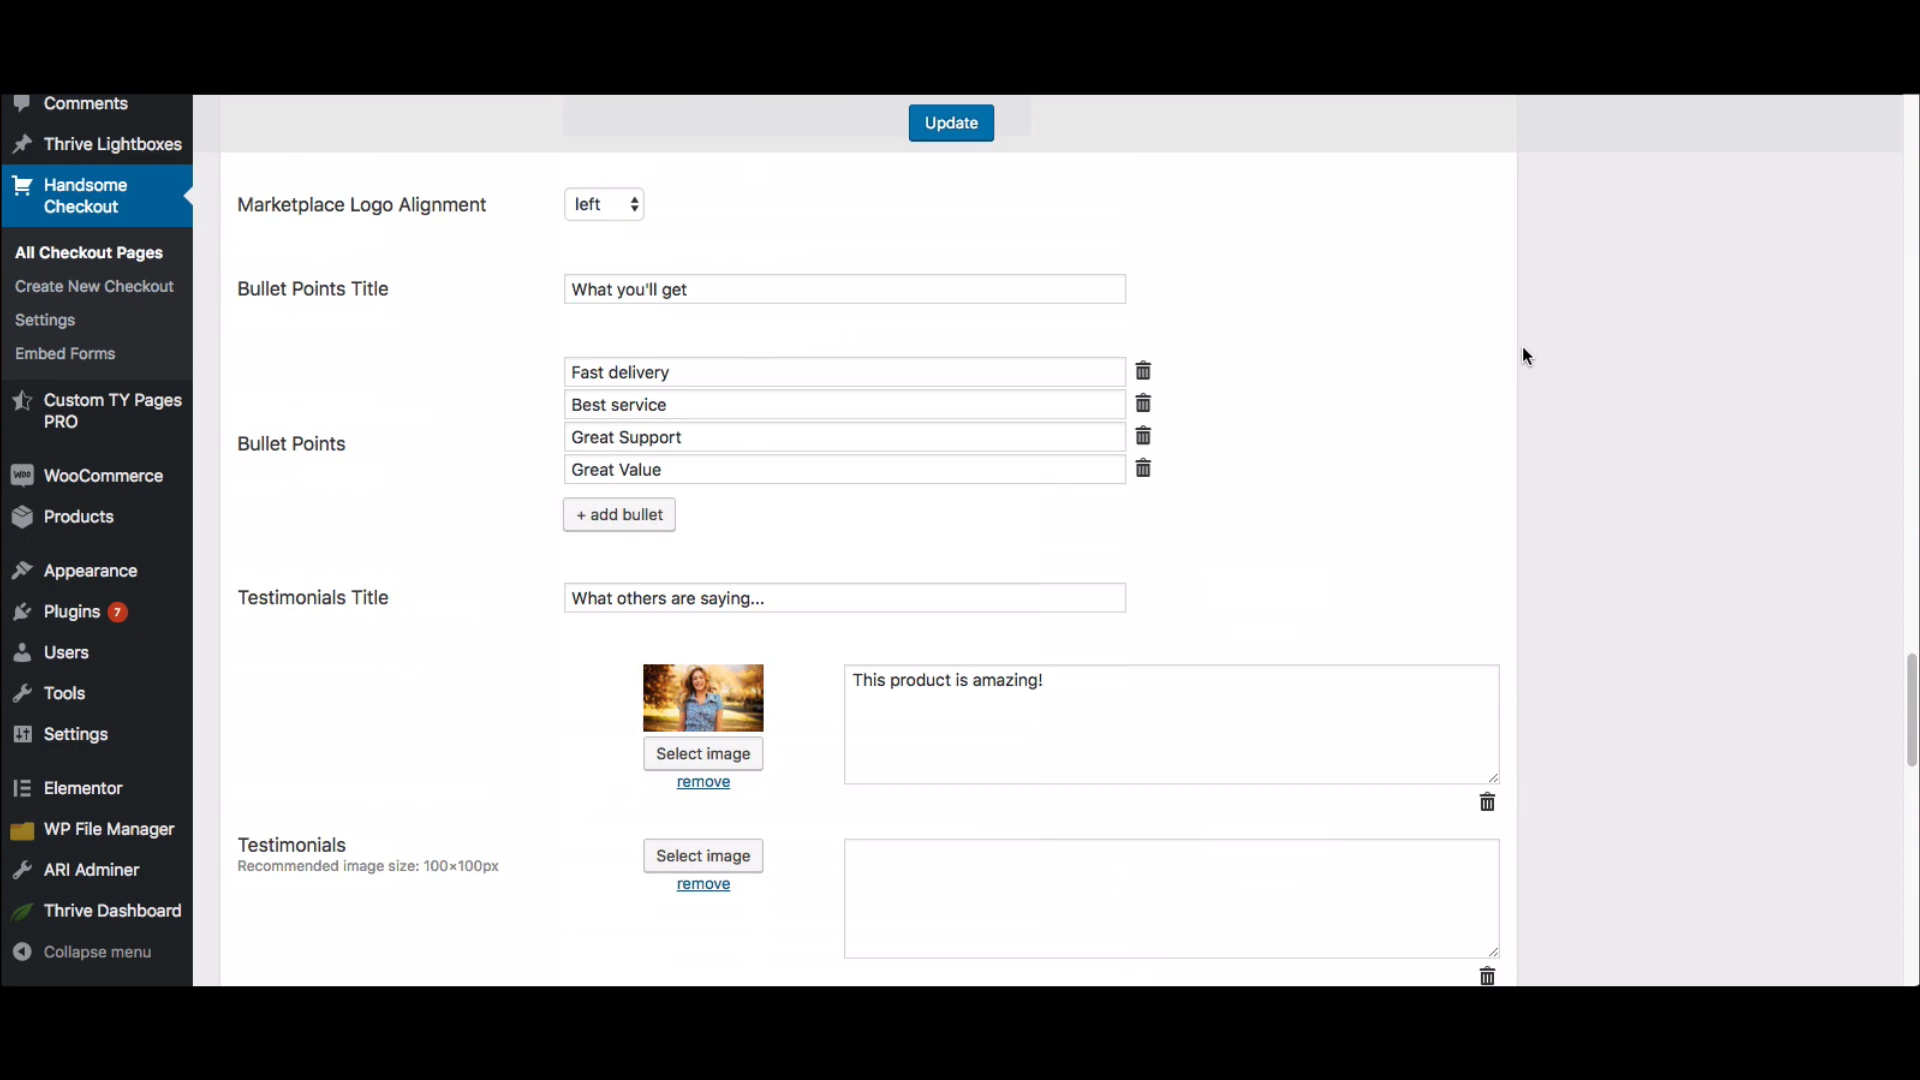 Comments
Thrive Lightboxes
Handsome
Checkout
All Checkout Pages
Create New Checkout
Settings
Embed Forms
Custom TY Pages
PRO
WOO
WooCommerce
Products
Appearance
Plugins 7
Users
Tools
Settings
Elementor
WP File Manager
ARI Adminer
Thrive Dashboard
Collapse menu
Update
Marketplace Logo Alignment
left
Bullet Points Title
What you'll get
Bullet Points
Fast delivery
Best service
Great Support
Great Value
+ add bullet
Testimonials Title
What others are saying...
Select image
remove
This product is amazing!
Testimonials
Recommended image size: 100×100px
Select image
remove